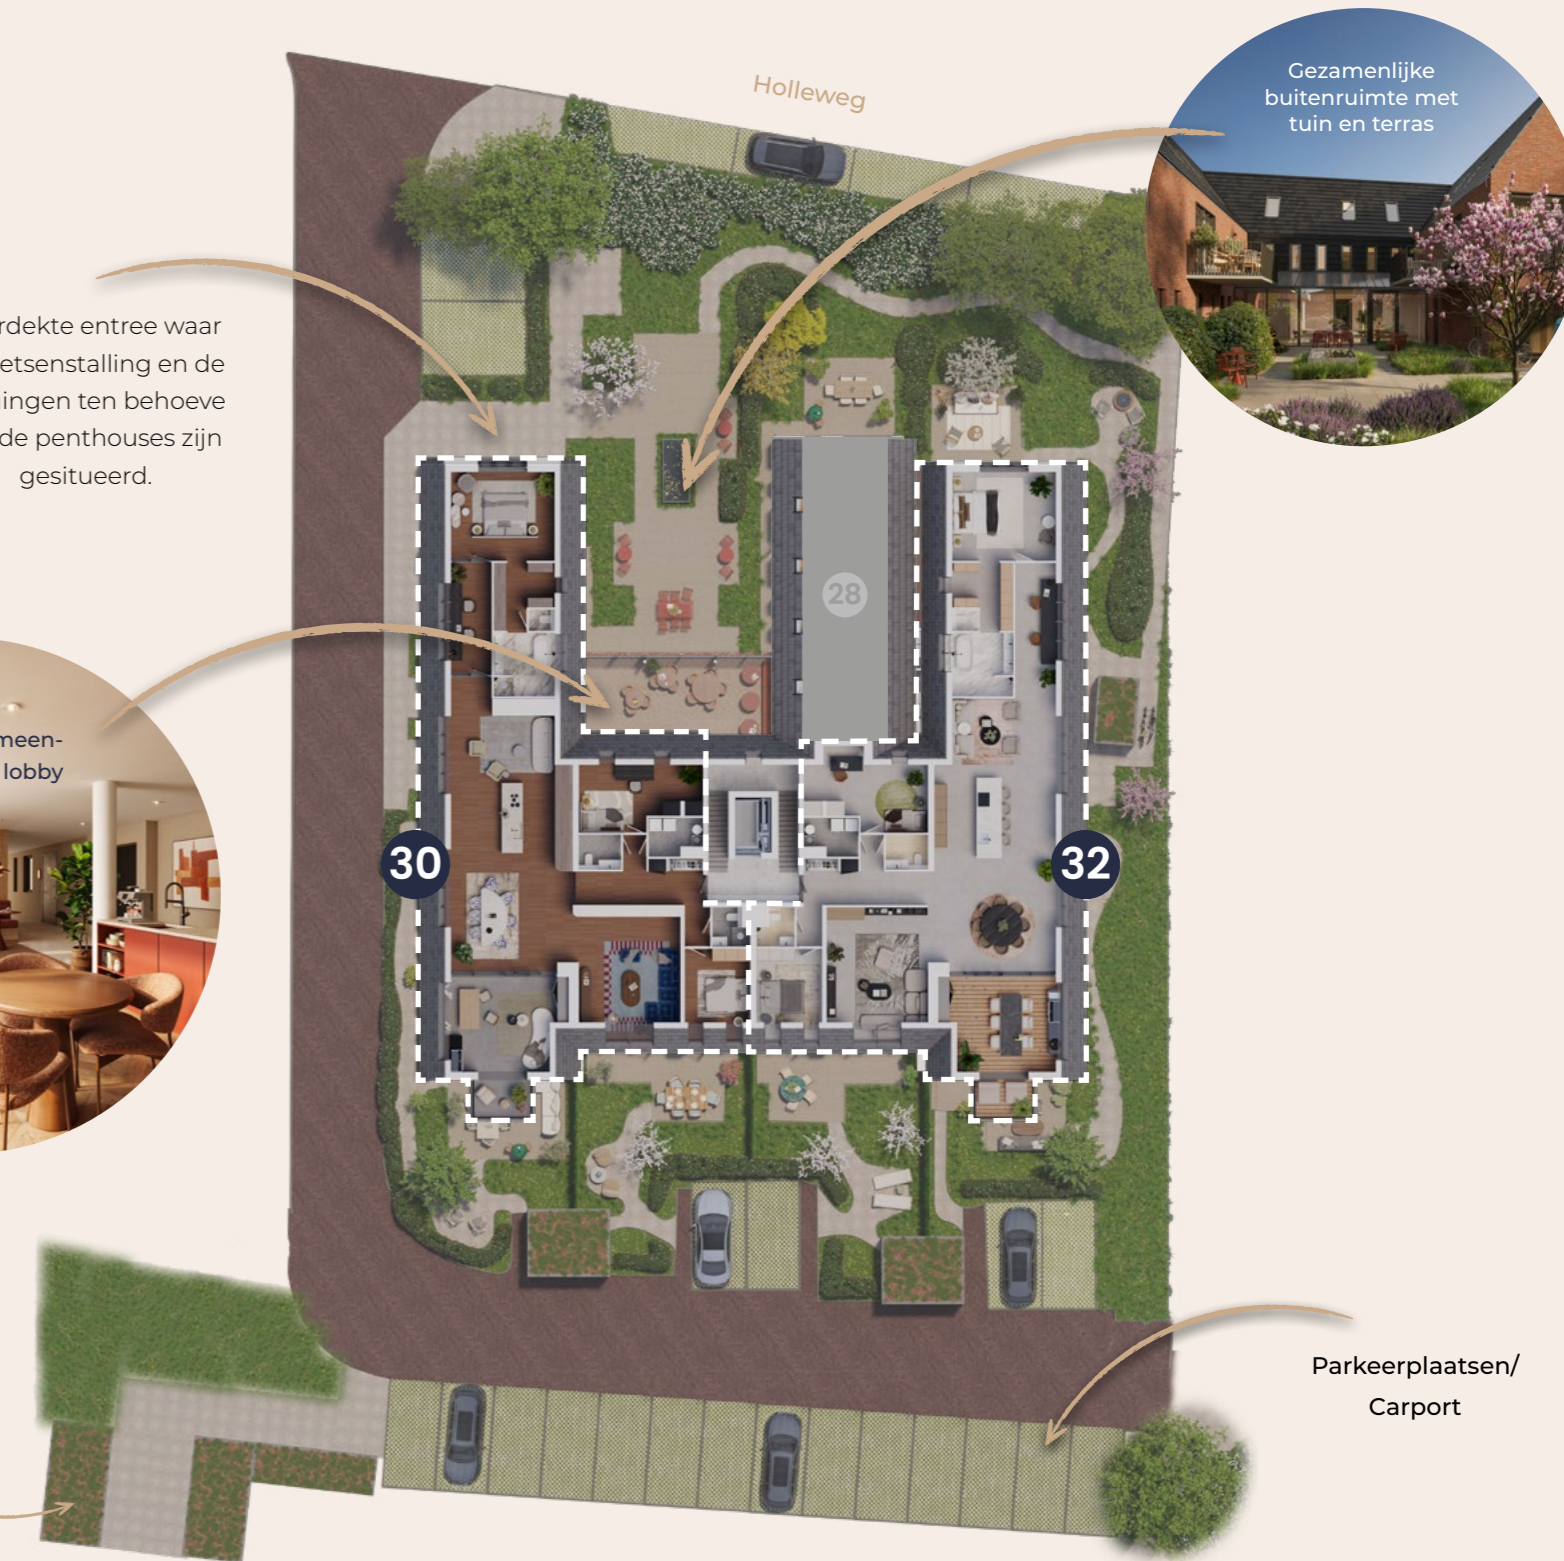 Holleweg
Gezamenlijke
buitenruimte met
tuin en terras
rdekte entree waar
etsenstalling en de
ingen ten behoeve
de penthouses zijn
gesitueerd.
28
meen-
lobby
30
32
Parkeerplaatsen/
Carport